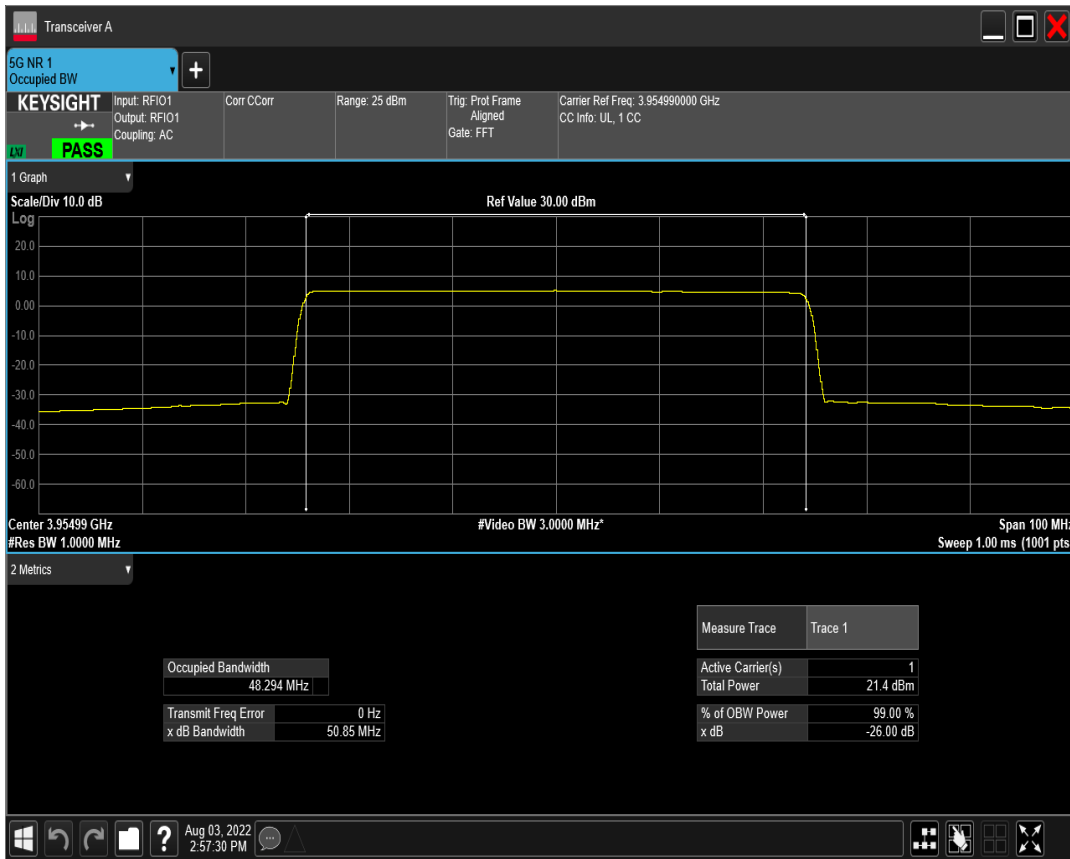 Transceiver A
5G NR 1
Occupied BW
+
KEYSIGHT
LXI
PASS
Input: RFIO1
Output: RFIO1
Coupling: AC
Corr CCorr
Range: 25 dBm
Trig: Prot Frame
Aligned
Gate: FFT
Carrier Ref Freq: 3.954990000 GHz
CC Info: UL, 1 CC
1 Graph
Scale/Div 10.0 dB
Ref Value 30.00 dBm
Log
20.0
10.0
0.00
-10.0
-20.0
-30.0
-40.0
-50.0
-60.0
Center 3.95499 GHz
#Video BW 3.0000 MHz*
Span 100 MHz
#Res BW 1.0000 MHz
Sweep 1.00 ms (1001 pts
2 Metrics
Measure Trace Trace 1
Occupied Bandwidth
48.294 MHz
Active Carrier(s) 1
Total Power 21.4 dBm
Transmit Freq Error 0 Hz
x dB Bandwidth 50.85 MHz
% of OBW Power 99.00 %
x dB -26.00 dB
?
Aug 03, 2022
2:57:30 PM